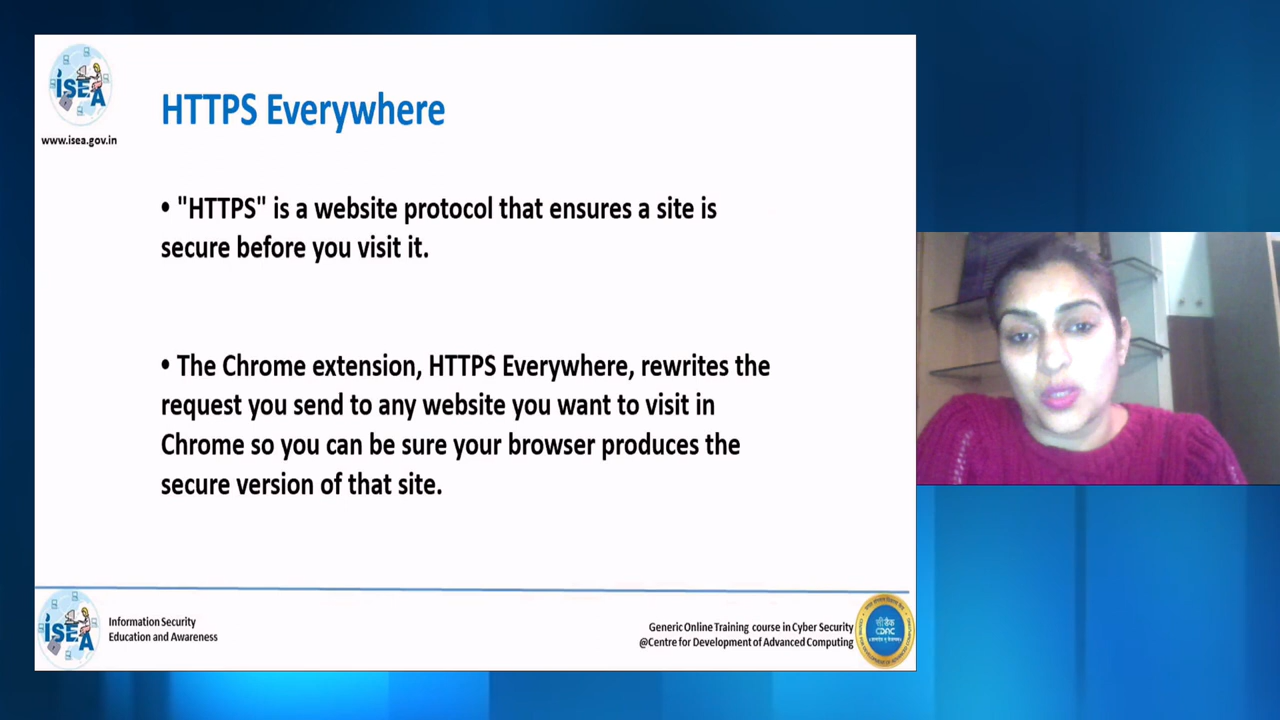 iSEA
www.isea.gov.in
HTTPS Everywhere
• "HTTPS" is a website protocol that ensures a site is
secure before you visit it.
• The Chrome extension, HTTPS Everywhere, rewrites the
request you send to any website you want to visit in
Chrome so you can be sure your browser produces the
secure version of that site.
iSEA
Information Security
Education and Awareness
Generic Online Training course in Cyber Security
@Centre for Development of Advanced Computing
सी डैक
CDAC